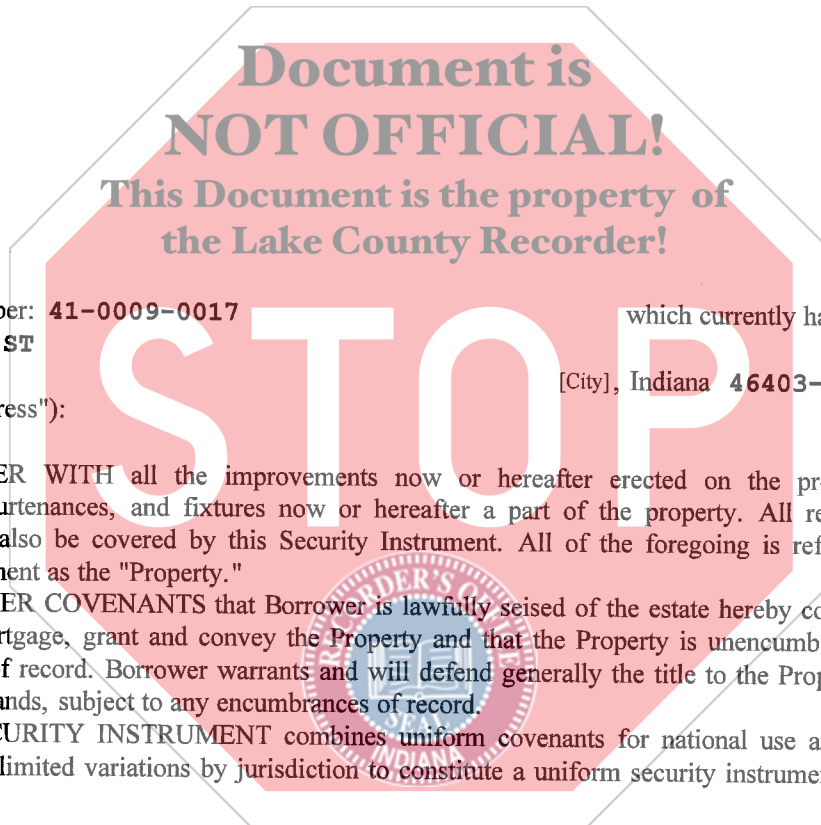 Document is
NOT OFFICIAL!
This Document is the property of
the Lake County Recorder!
ber: 41-0009-0017 which currently ha
ST
[City], Indiana 46403-
ress"):
STOP
ER WITH all the improvements now or hereafter erected on the pr
urtenances, and fixtures now or hereafter a part of the property. All re
also be covered by this Security Instrument. All of the foregoing is ref
ment as the "Property."
ER COVENANTS that Borrower is lawfully seised of the estate hereby co
rtgage, grant and convey the Property and that the Property is unencumb
f record. Borrower warrants and will defend generally the title to the Prop
ands, subject to any encumbrances of record.
CURITY INSTRUMENT combines uniform covenants for national use a
limited variations by jurisdiction to constitute a uniform security instrume
RECORDER'S OFFICE
SEAL
INDIANA